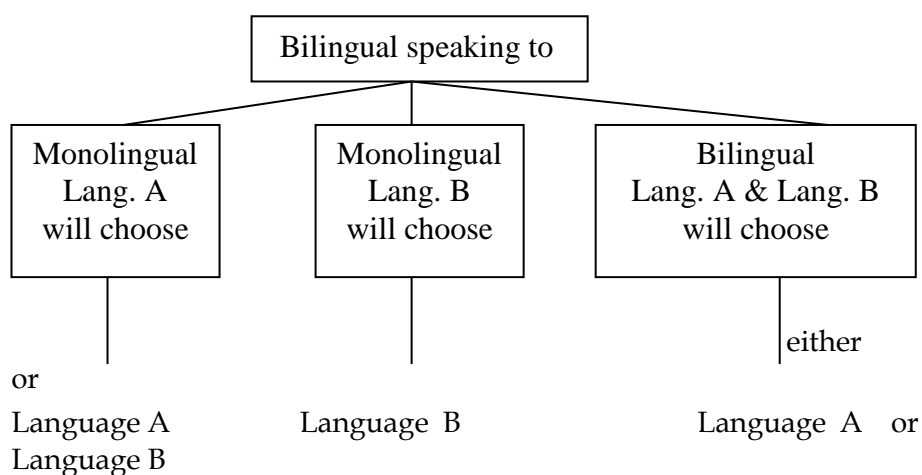 Bilingual speaking to
Monolingual
Lang. A
will choose
Monolingual
Lang. B
will choose
Bilingual
Lang. A & Lang. B
will choose
either
or
Language A Language B Language A or
Language B